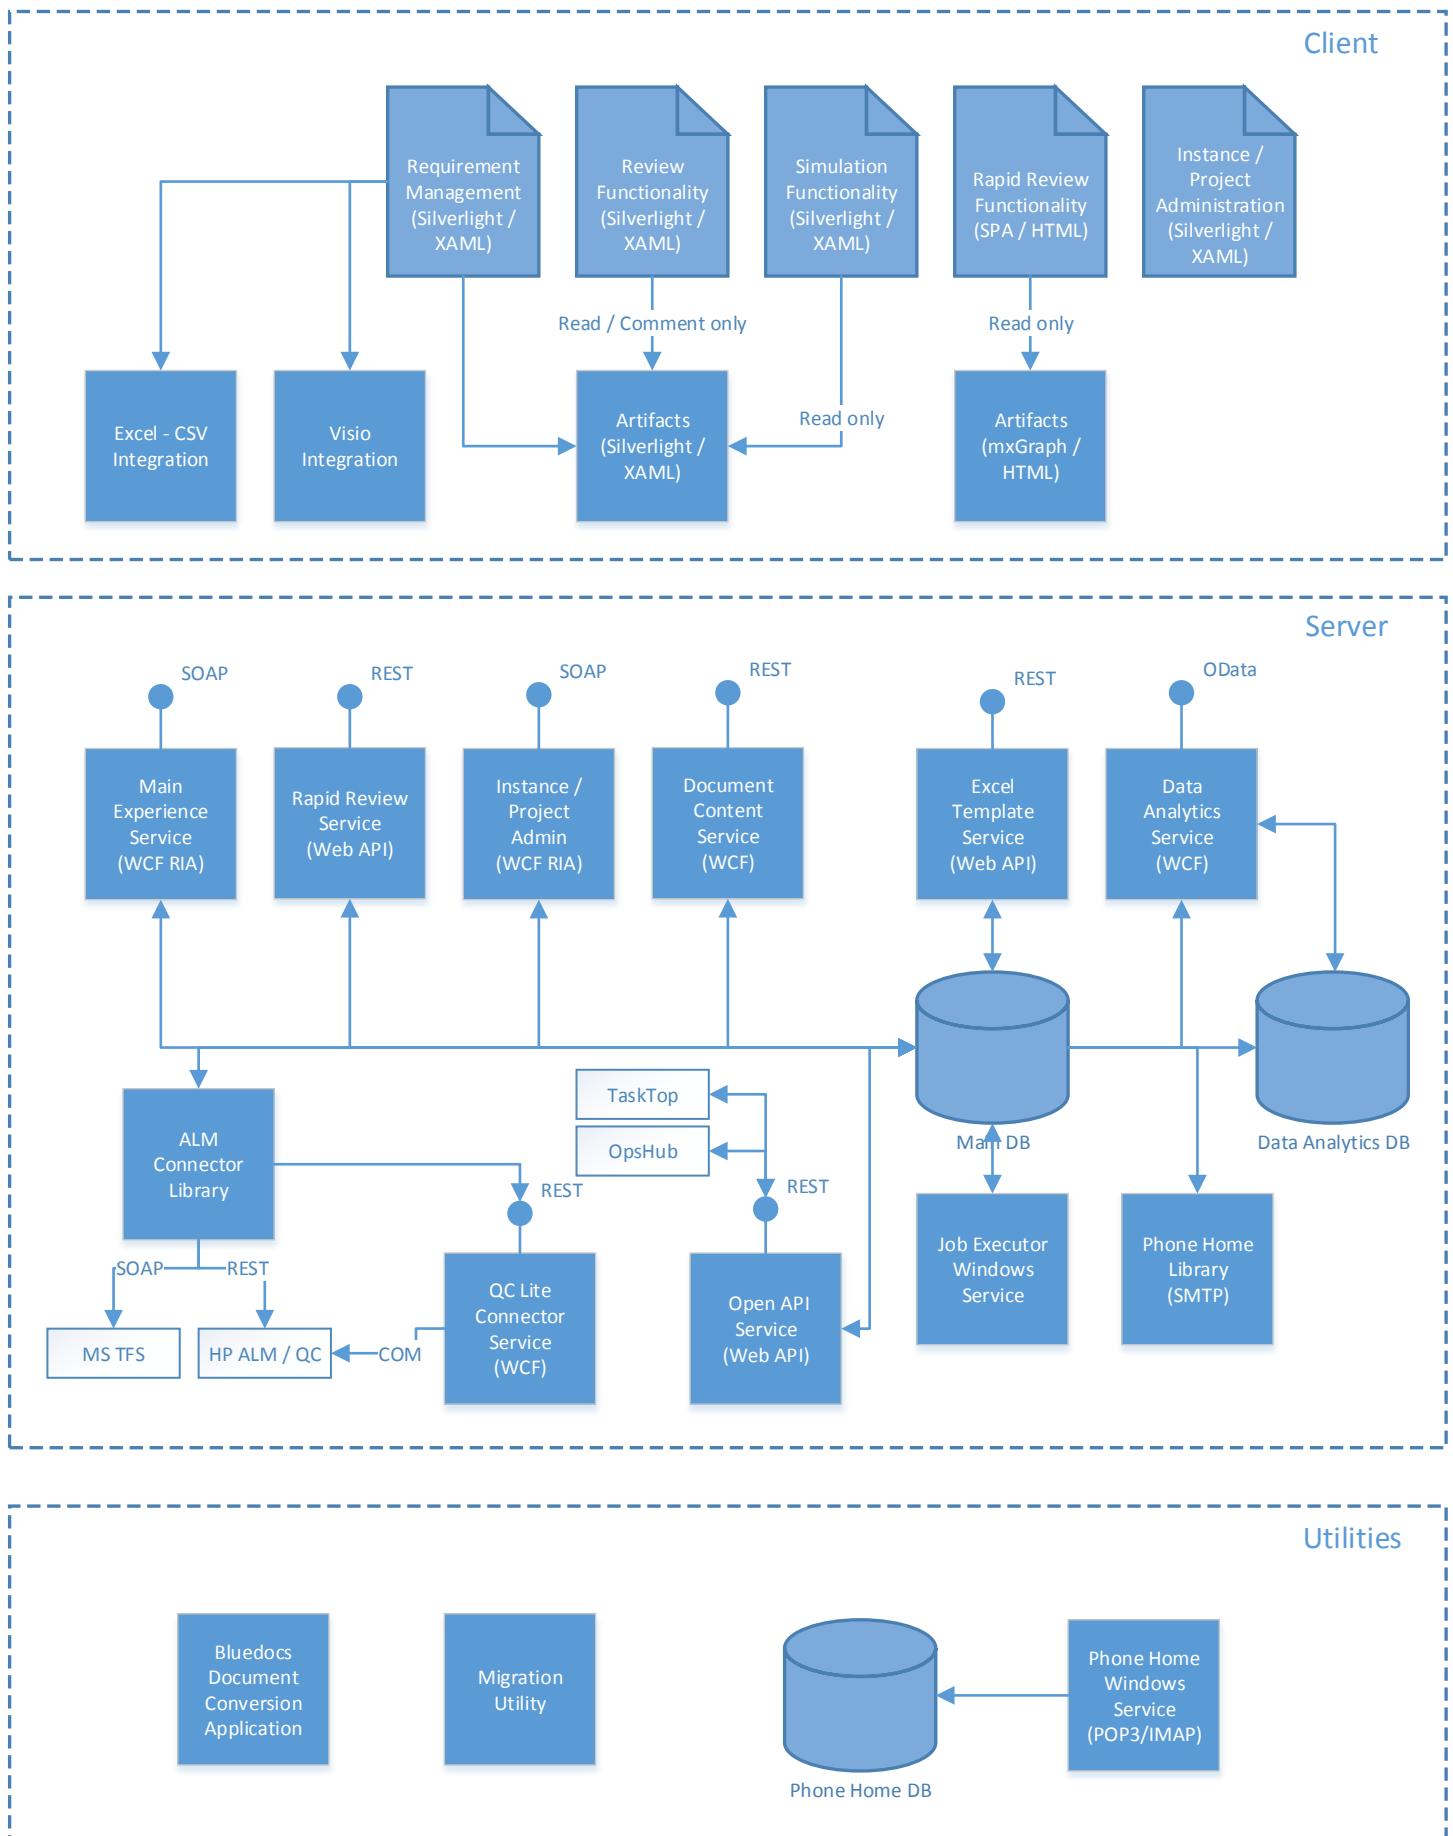 Client
Requirement
Management
(Silverlight /
XAML)
Review
Functionality
(Silverlight /
XAML)
Simulation
Functionality
(Silverlight /
XAML)
Rapid Review
Functionality
(SPA / HTML)
Instance /
Project
Administration
(Silverlight /
XAML)
Read / Comment only
Read only
Read only
Excel - CSV
Integration
Visio
Integration
Artifacts
(Silverlight /
XAML)
Artifacts
(mxGraph /
HTML)
Server
SOAP
REST
SOAP
REST
REST
OData
Main
Experience
Service
(WCF RIA)
Rapid Review
Service
(Web API)
Instance /
Project
Admin
(WCF RIA)
Document
Content
Service
(WCF)
Excel
Template
Service
(Web API)
Data
Analytics
Service
(WCF)
Main DB
Data Analytics DB
ALM
Connector
Library
TaskTop
OpsHub
REST
REST
SOAP
REST
MS TFS
HP ALM / QC
COM
QC Lite
Connector
Service
(WCF)
Open API
Service
(Web API)
Job Executor
Windows
Service
Phone Home
Library
(SMTP)
Utilities
Bluedocs
Document
Conversion
Application
Migration
Utility
Phone Home DB
Phone Home
Windows
Service
(POP3/IMAP)